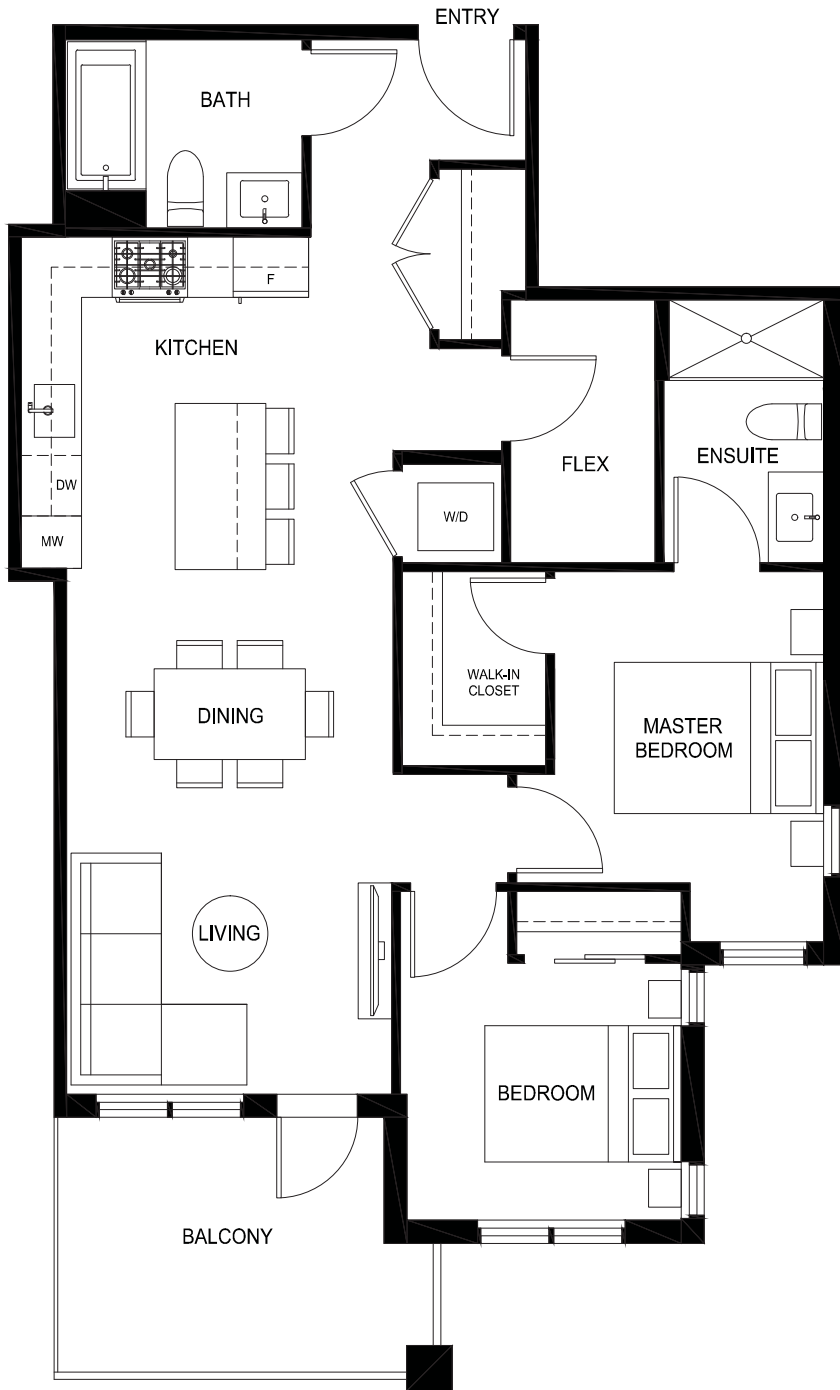 ENTRY
BATH
F
KITCHEN
FLEX
ENSUITE
DW
W/D
MW
WALK-IN
CLOSET
DINING
MASTER
BEDROOM
LIVING
BEDROOM
BALCONY